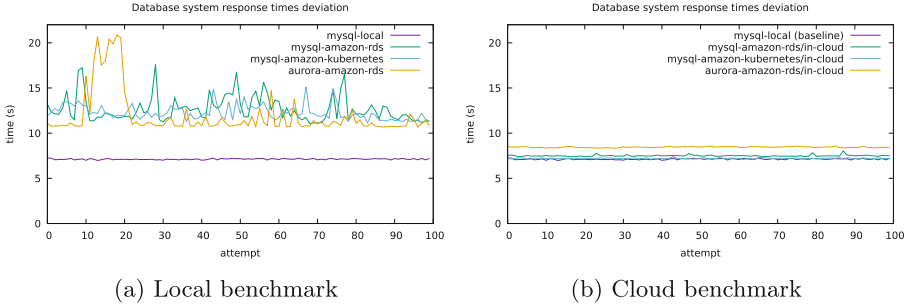 Database system response times deviation
mysql-local
mysql-amazon-rds
mysql-amazon-kubernetes
aurora-amazon-rds
time (s)
20
15
10
5
0
0 10 20 30 40 50 60 70 80 90 100
attempt
(a) Local benchmark
Database system response times deviation
mysql-local (baseline)
mysql-amazon-rds/in-cloud
mysql-amazon-kubernetes/in-cloud
aurora-amazon-rds/in-cloud
time (s)
20
15
10
5
0
0 10 20 30 40 50 60 70 80 90 100
attempt
(b) Cloud benchmark